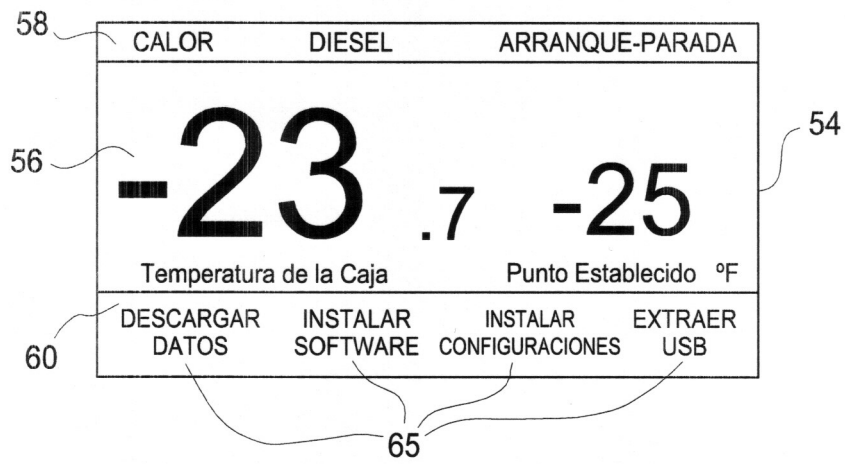 58
CALOR DIESEL ARRANQUE-PARADA
54
56
-23.7 -25
Temperatura de la Caja Punto Establecido ºF
60
DESCARGAR DATOS INSTALAR SOFTWARE INSTALAR CONFIGURACIONES EXTRAER USB
65